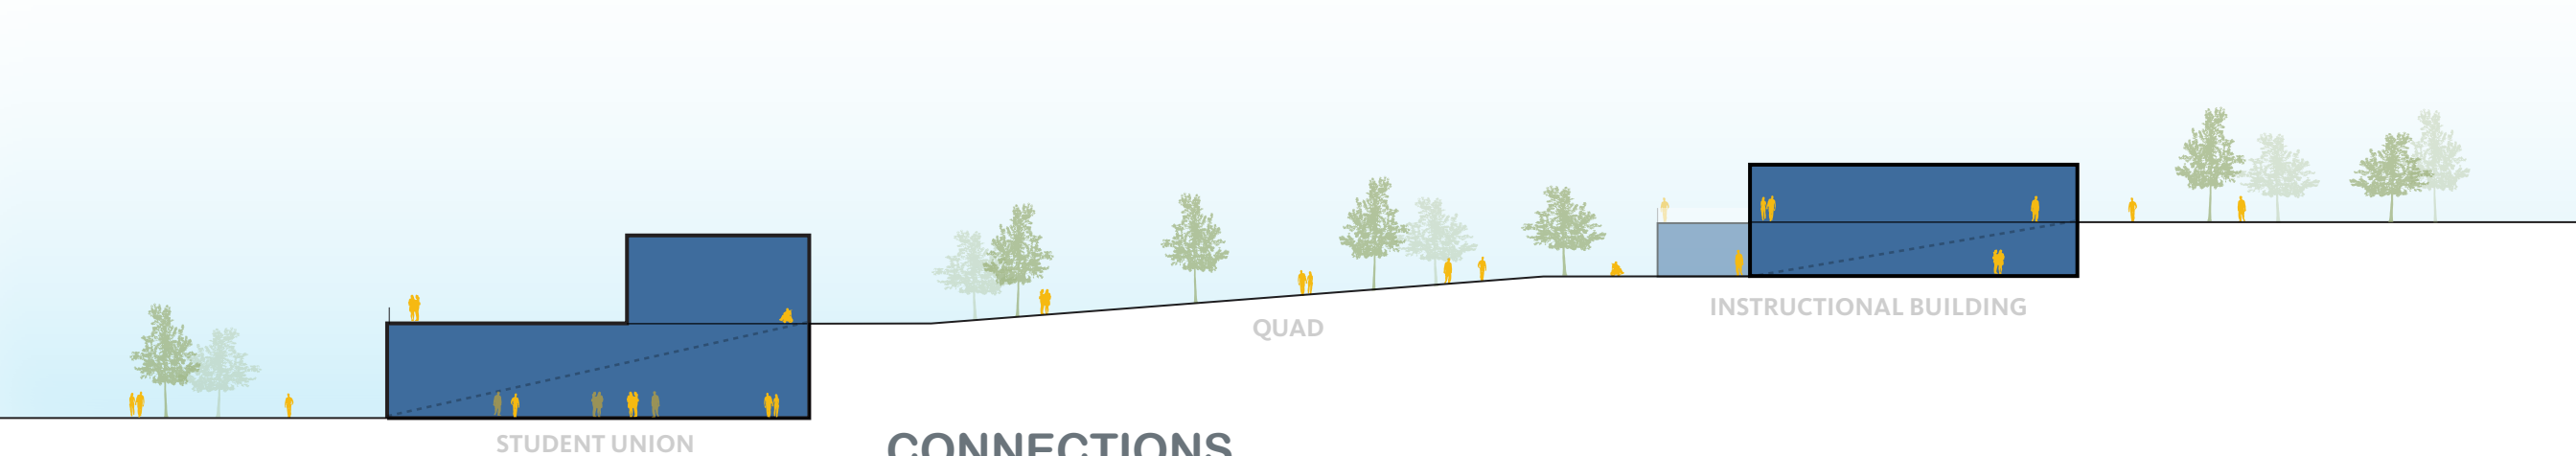 INSTRUCTIONAL BUILDING
QUAD
STUDENT UNION
CONNECTIONS